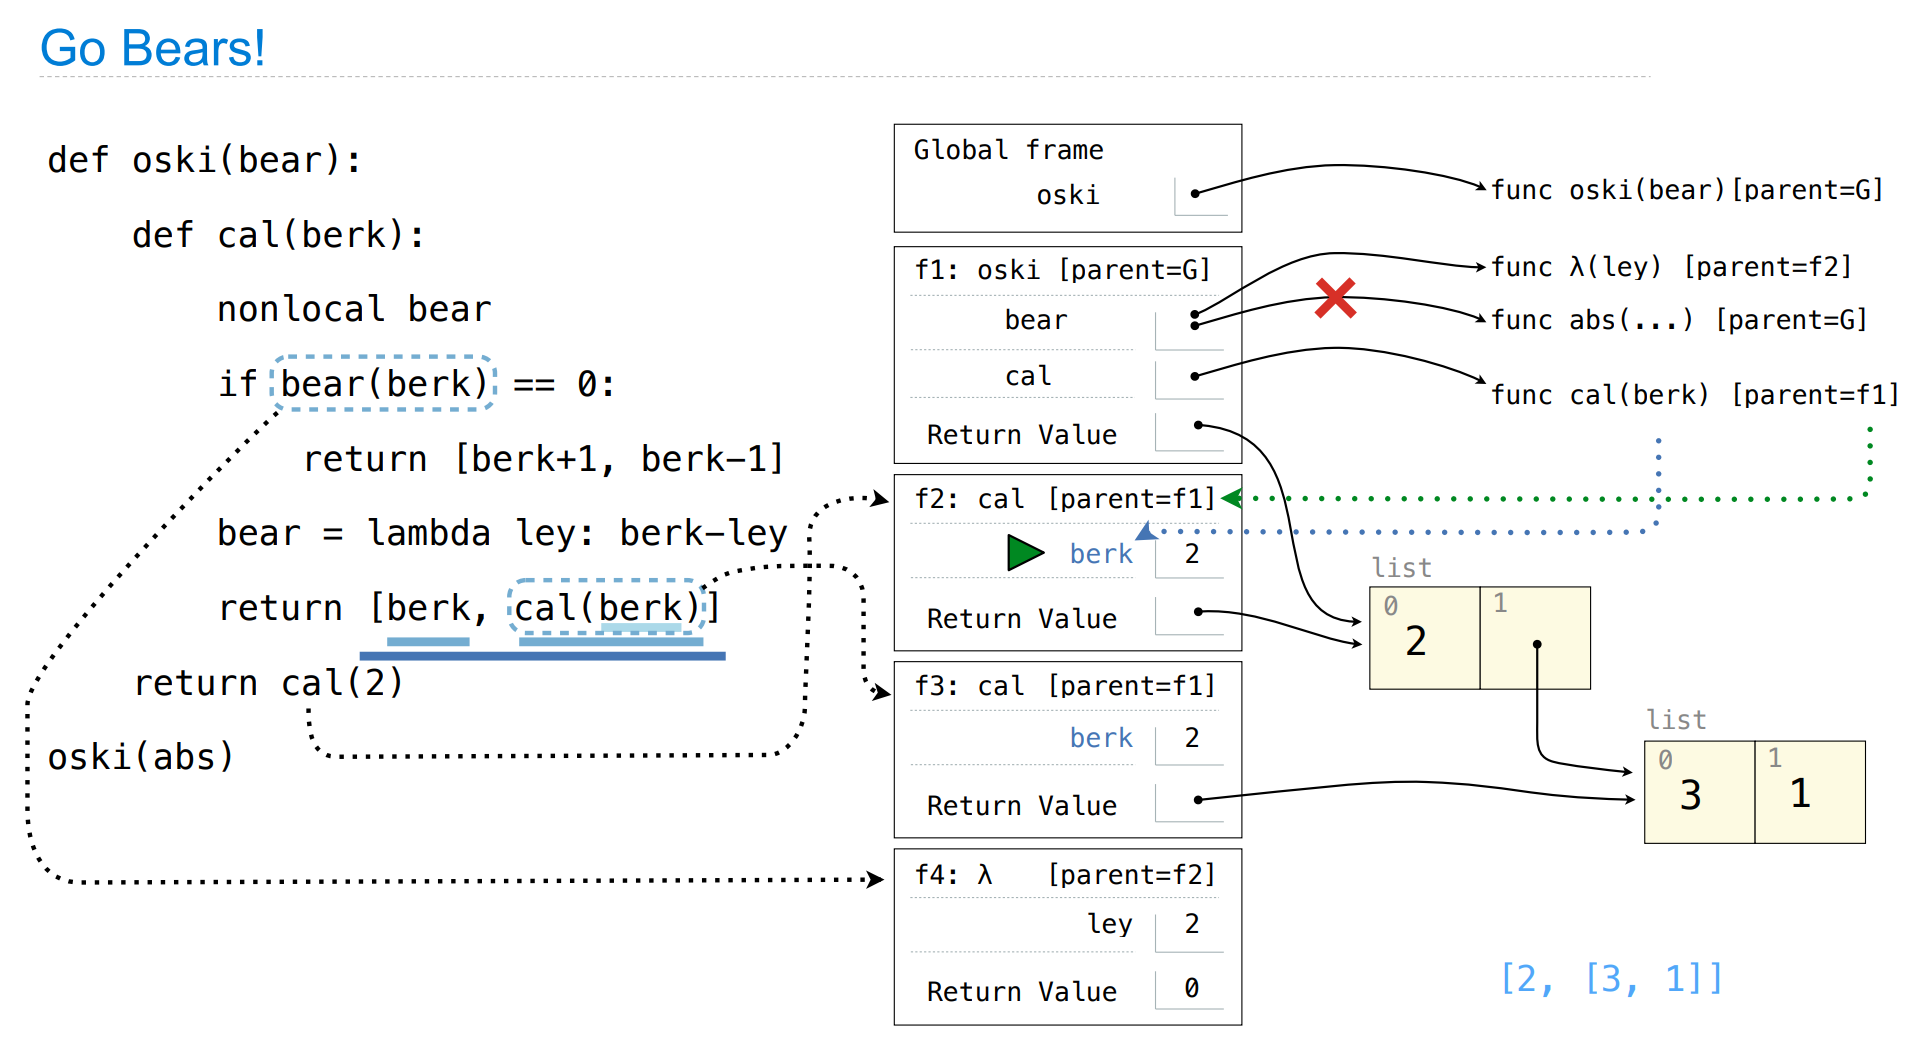 Go Bears!
def oski(bear):
def cal(berk):
nonlocal bear
if bear(berk) == 0:
return [berk+1, berk-1]
bear = lambda ley: berk-ley
return [berk, cal(berk)]
return cal(2)
oski(abs)
Global frame
oski
f1: oski [parent=G]
bear
cal
Return Value
f2: cal [parent=f1]
berk 2
Return Value
f3: cal [parent=f1]
berk 2
Return Value
f4: λ [parent=f2]
ley 2
Return Value 0
func oski(bear)[parent=G]
func λ(ley) [parent=f2]
func abs(...) [parent=G]
func cal(berk) [parent=f1]
list
0 1
2
list
0 1
3 1
[2, [3, 1]]